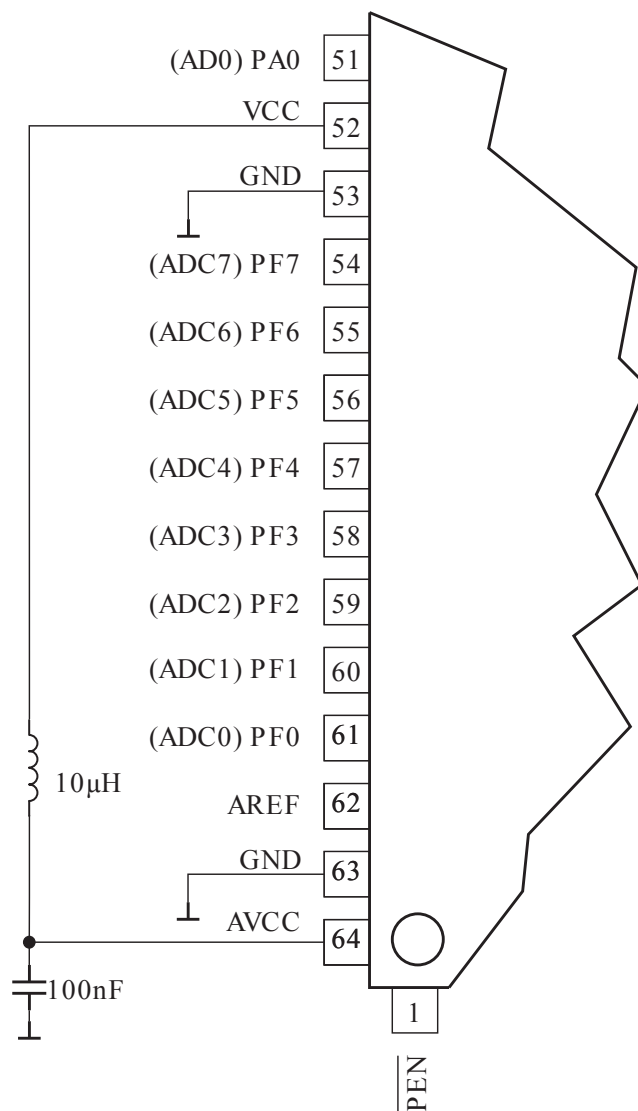 (AD0) PA0 51
VCC 52
GND 53
(ADC7) PF7 54
(ADC6) PF6 55
(ADC5) PF5 56
(ADC4) PF4 57
(ADC3) PF3 58
(ADC2) PF2 59
(ADC1) PF1 60
(ADC0) PF0 61
10µH
AREF 62
GND 63
AVCC 64
100nF
1
PEN